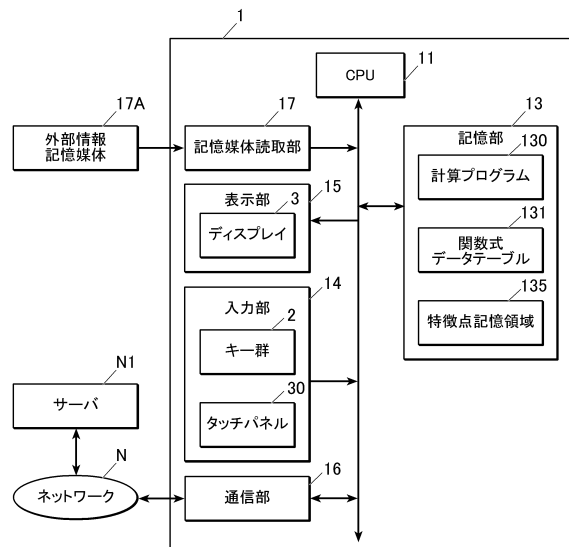 1
CPU
11
17A
外部情報
記憶媒体
17
記憶媒体読取部
13
記憶部
130
計算プログラム
131
関数式
データテーブル
135
特徴点記憶領域
15
表示部
3
ディスプレイ
14
入力部
2
キー群
30
タッチパネル
N1
サーバ
N
ネットワーク
16
通信部